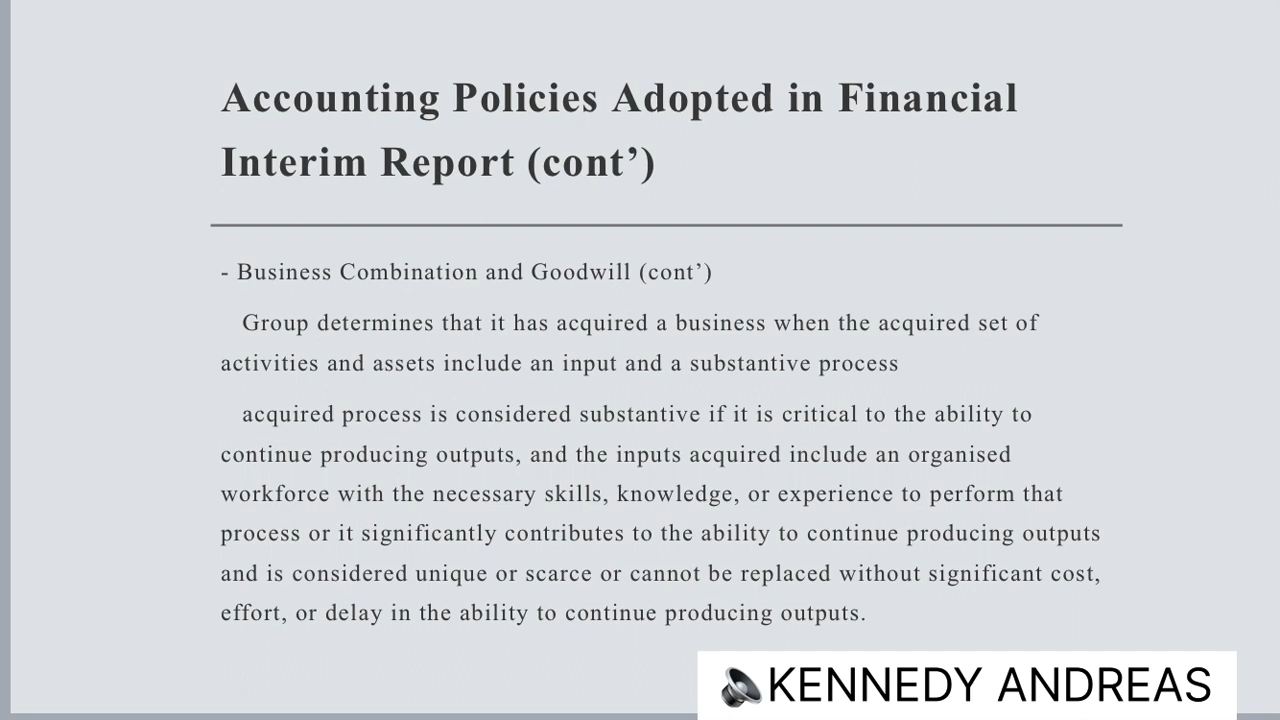 Accounting Policies Adopted in Financial
Interim Report (cont’)
- Business Combination and Goodwill (cont’)
Group determines that it has acquired a business when the acquired set of
activities and assets include an input and a substantive process
acquired process is considered substantive if it is critical to the ability to
continue producing outputs, and the inputs acquired include an organised
workforce with the necessary skills, knowledge, or experience to perform that
process or it significantly contributes to the ability to continue producing outputs
and is considered unique or scarce or cannot be replaced without significant cost,
effort, or delay in the ability to continue producing outputs.
KENNEDY ANDREAS